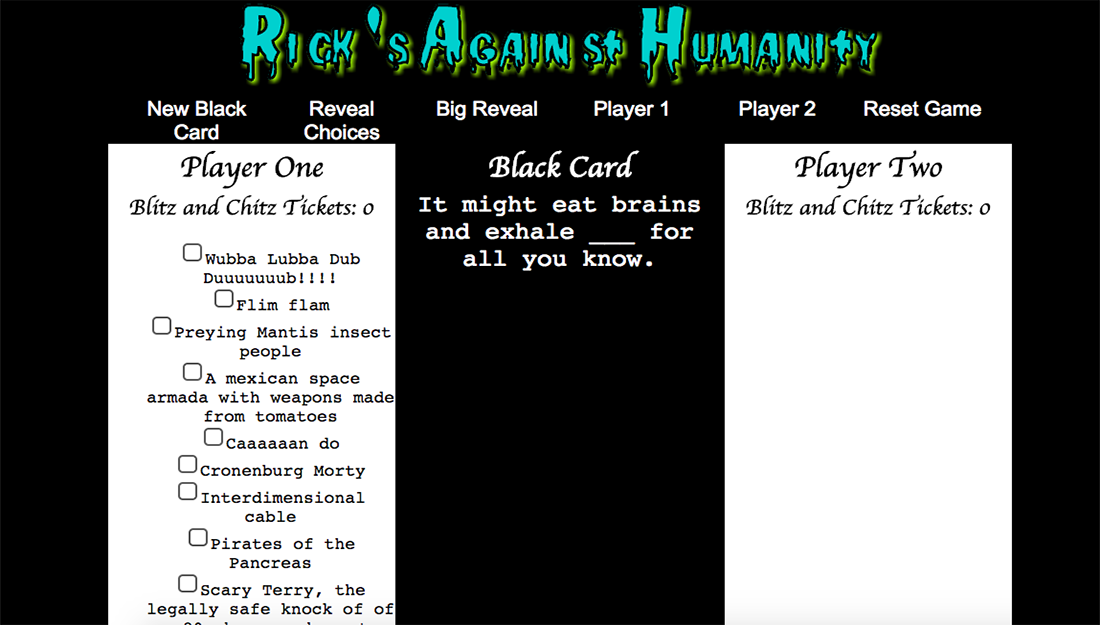 Rick's Against Humanity
New Black
Card
Reveal
Choices
Big Reveal
Player 1
Player 2
Reset Game
Player One
Blitz and Chitz Tickets: 0
Wubba Lubba Dub
Duuuuuuub!!!!
Flim flam
Preying Mantis insect
people
A mexican space
armada with weapons made
from tomatoes
Caaaaaan do
Cronenburg Morty
Interdimensional
cable
Pirates of the
Pancreas
Scary Terry, the
legally safe knock of of
Black Card
It might eat brains
and exhale ___ for
all you know.
Player Two
Blitz and Chitz Tickets: 0